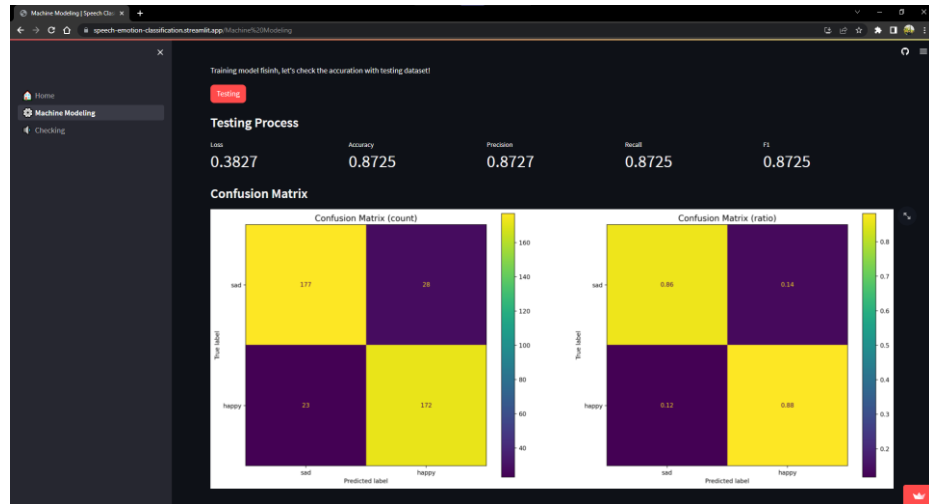 Machine Modeling | Speech Clas
speech-emotion-classification.streamlit.app/Machine%20Modeling
Home
Machine Modeling
Checking
Training model fisinh, let's check the accuration with testing dataset!
Testing
Testing Process
Loss Accuracy Precision Recall F1
0.3827 0.8725 0.8727 0.8725 0.8725
Confusion Matrix
Confusion Matrix (count)
sad
happy
True label
177 28
23 172
sad happy
Predicted label
160
140
120
100
80
60
40
Confusion Matrix (ratio)
sad
happy
True label
0.86 0.14
0.12 0.88
sad happy
Predicted label
0.8
0.7
0.6
0.5
0.4
0.3
0.2